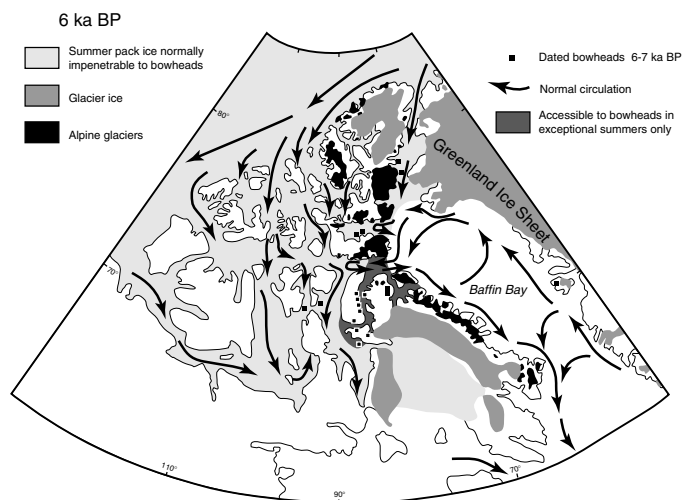 6 ka BP
Summer pack ice normally
impenetrable to bowheads
Glacier ice
Alpine glaciers
Dated bowheads 6-7 ka BP
Normal circulation
Accessible to bowheads in
exceptional summers only
80°
Greenland Ice Sheet
70°
Baffin Bay
110°
90°
70°